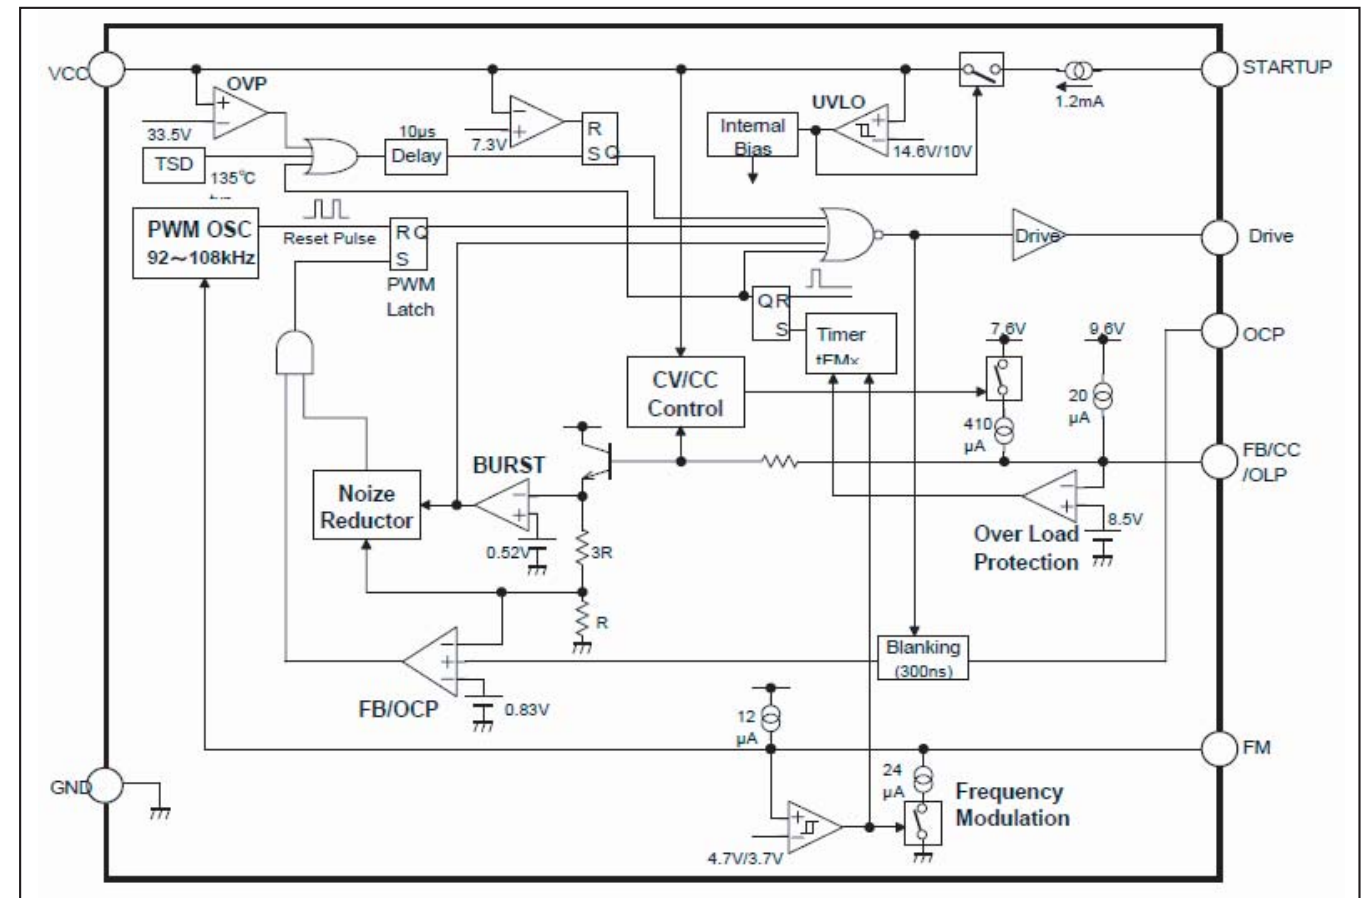 VCC
OVP
33.5V
TSD
135℃
10µs
Delay
7.3V
R
S Q
UVLO
Internal
Bias
14.6V/10V
1.2mA
STARTUP
PWM OSC
92～108kHz
Reset Pulse
R Q
S
PWM
Latch
Drive
Drive
Q R
S
Timer
7.6V
9.6V
OCP
CV/CC
Control
410
µA
20
µA
FB/CC
/OLP
BURST
Noize
Reductor
0.52V
3R
R
8.5V
Over Load
Protection
Blanking
(300ns)
FB/OCP
0.83V
12
µA
FM
GND
24
µA
Frequency
Modulation
4.7V/3.7V